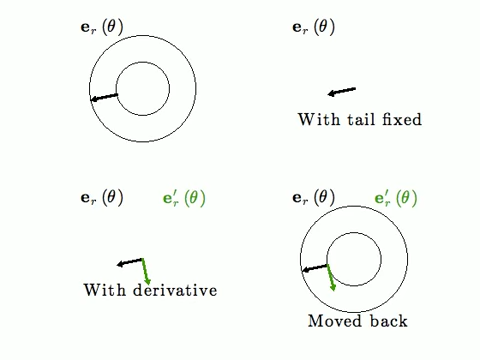 e_r (θ)
e_r (θ)
With tail fixed
e_r (θ) e′_r (θ)
With derivative
e_r (θ) e′_r (θ)
Moved back